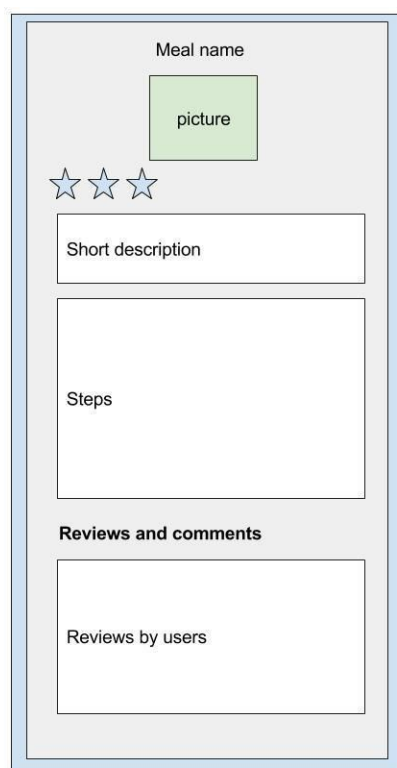 Meal name
picture
Short description
Steps
Reviews and comments
Reviews by users